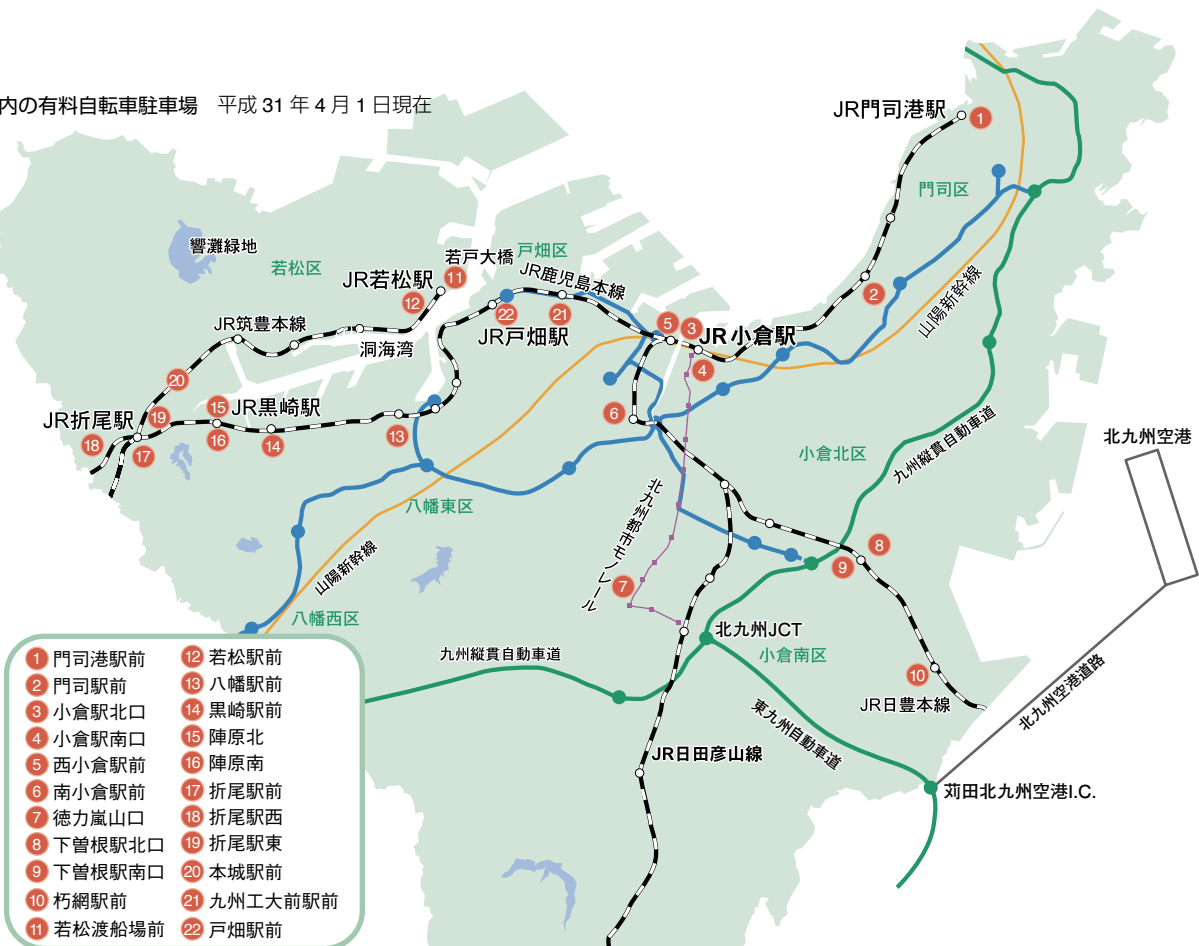 内の有料自転車駐車場 平成 31 年 4 月 1 日現在
JR門司港駅
1
門司区
響灘緑地
若松区
若戸大橋
戸畑区
JR若松駅
11
12
JR鹿児島本線
2
山陽新幹線
JR筑豊本線
洞海湾
22
21
JR戸畑駅
5
3
JR小倉駅
4
20
15
JR黒崎駅
19
JR折尾駅
18
17
16
14
13
6
小倉北区
九州縦貫自動車道
北九州空港
八幡東区
北九州都市モノレール
山陽新幹線
7
8
9
八幡西区
北九州JCT
小倉南区
九州縦貫自動車道
10
JR日豊本線
北九州空港道路
東九州自動車道
JR日田彦山線
苅田北九州空港I.C.
1 門司港駅前
2 門司駅前
3 小倉駅北口
4 小倉駅南口
5 西小倉駅前
6 南小倉駅前
7 徳力嵐山口
8 下曽根駅北口
9 下曽根駅南口
10 朽網駅前
11 若松渡船場前
12 若松駅前
13 八幡駅前
14 黒崎駅前
15 陣原北
16 陣原南
17 折尾駅前
18 折尾駅西
19 折尾駅東
20 本城駅前
21 九州工大前駅前
22 戸畑駅前